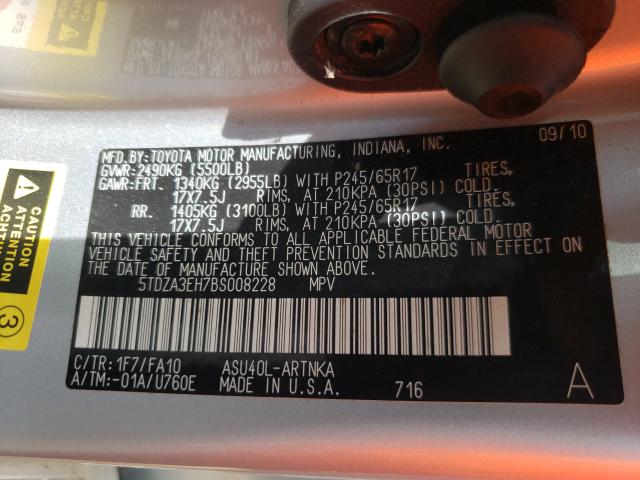 MFD.BY:TOYOTA MOTOR MANUFACTURING, INDIANA, INC. 09/10
GVWR:2490KG (5500LB)
GAWR:FRT. 1340KG (2955LB) WITH P245/65R17 TIRES,
17X7.5J RIMS, AT 210KPA (30PSI) COLD.
RR. 1405KG (3100LB) WITH P245/65R17 TIRES,
17X7.5J RIMS, AT 210KPA (30PSI) COLD.
THIS VEHICLE CONFORMS TO ALL APPLICABLE FEDERAL MOTOR
VEHICLE SAFETY AND THEFT PREVENTION STANDARDS IN EFFECT ON
THE DATE OF MANUFACTURE SHOWN ABOVE.
5TDZA3EH7BS008228 MPV
C/TR:1F7/FA10 ASU40L-ARTNKA
A/TM:-01A/U760E MADE IN U.S.A. 716 A
CAUTION
ACHTUNG
3